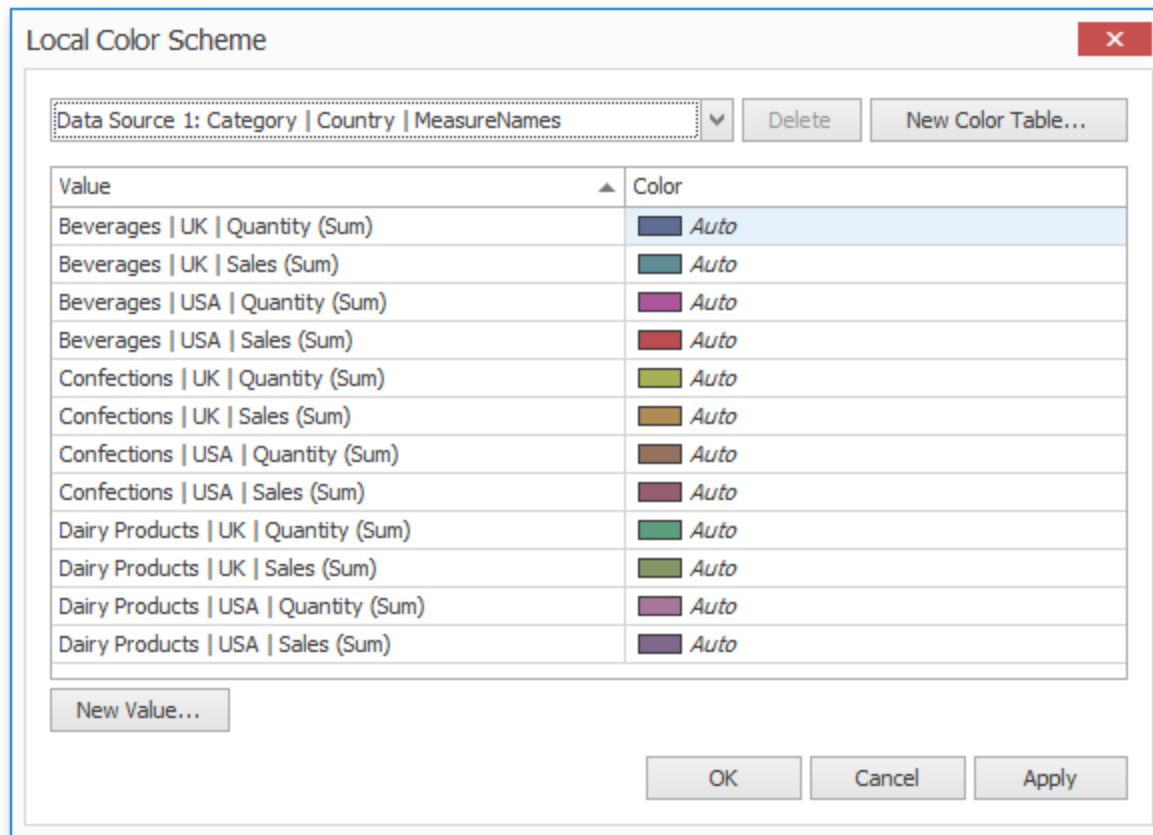 Local Color Scheme
Data Source 1: Category | Country | MeasureNames Delete New Color Table...
Value Color
Beverages | UK | Quantity (Sum) Auto
Beverages | UK | Sales (Sum) Auto
Beverages | USA | Quantity (Sum) Auto
Beverages | USA | Sales (Sum) Auto
Confections | UK | Quantity (Sum) Auto
Confections | UK | Sales (Sum) Auto
Confections | USA | Quantity (Sum) Auto
Confections | USA | Sales (Sum) Auto
Dairy Products | UK | Quantity (Sum) Auto
Dairy Products | UK | Sales (Sum) Auto
Dairy Products | USA | Quantity (Sum) Auto
Dairy Products | USA | Sales (Sum) Auto
New Value...
OK Cancel Apply